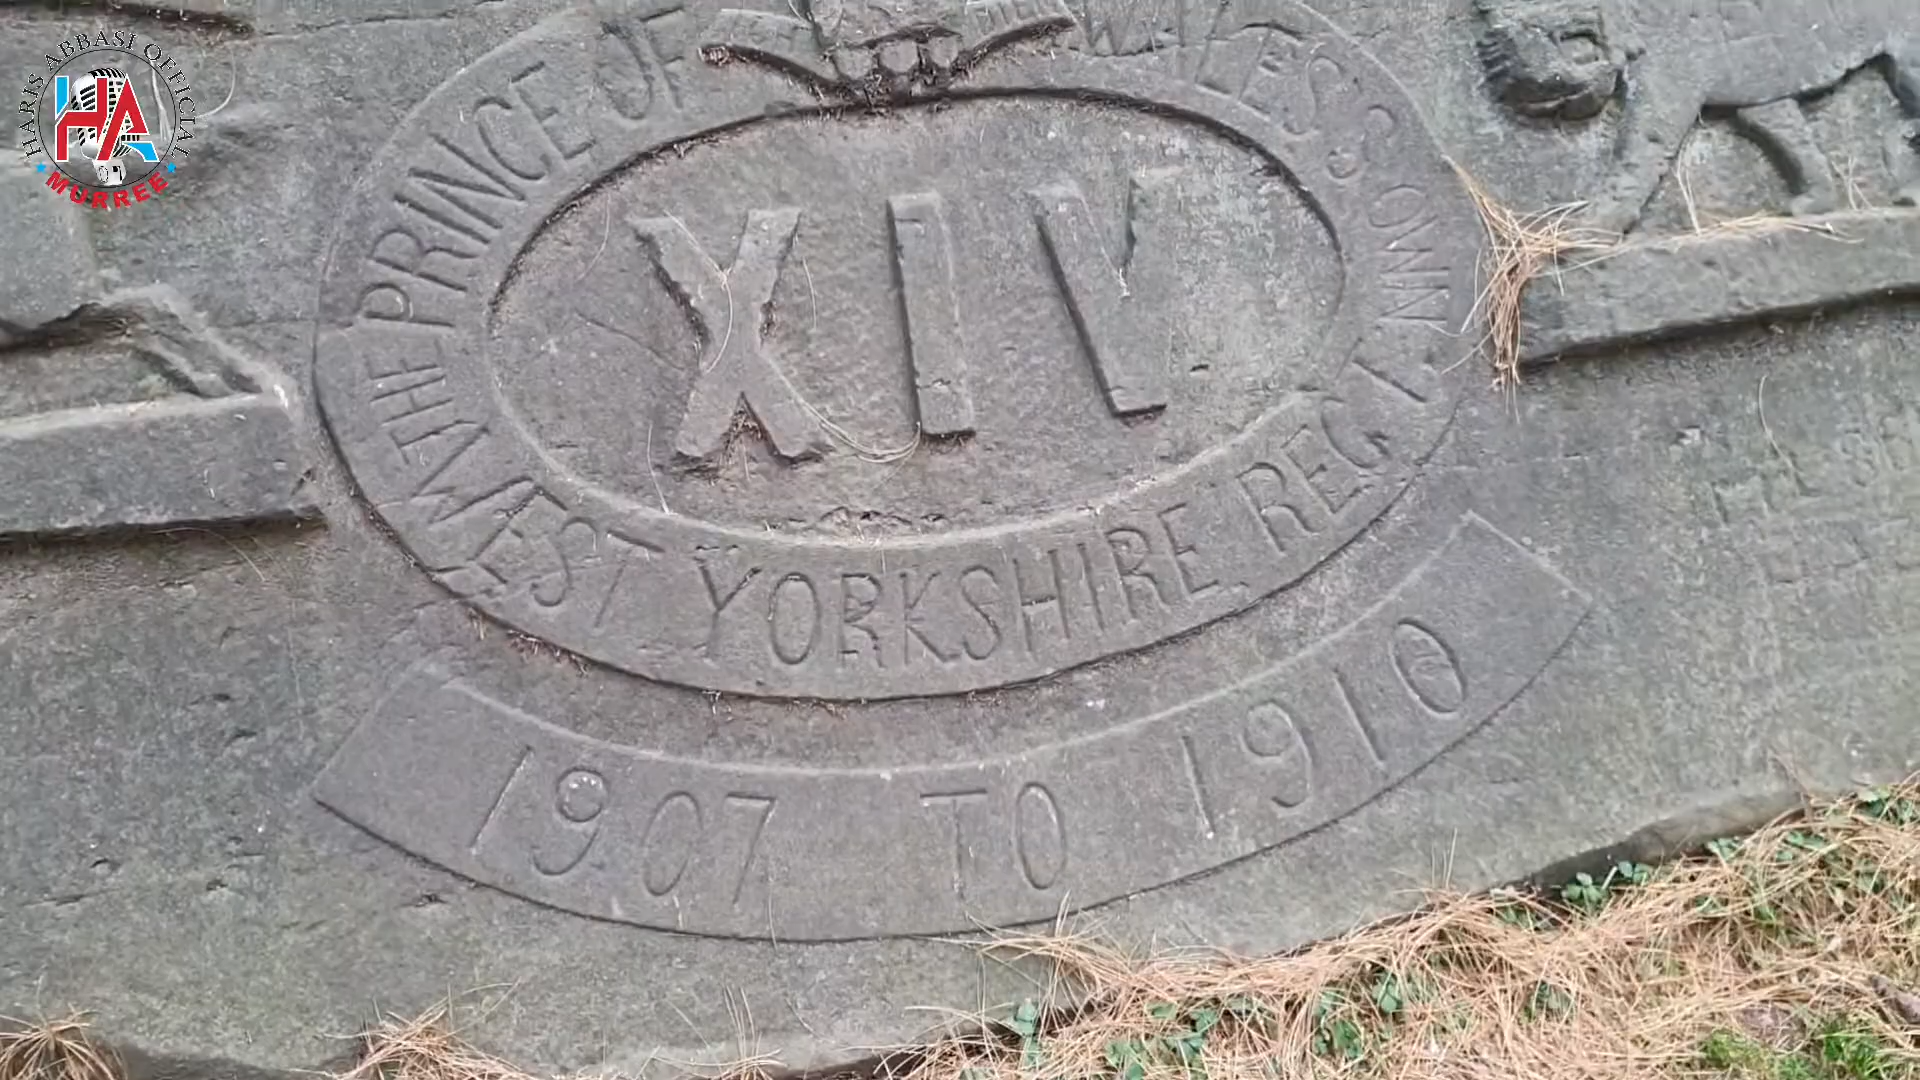 HARIS ABBASI OFFICIAL
HA
MURREE
THE PRINCE OF WALES'S OWN
XIV
WEST YORKSHIRE REGT.
1907 TO 1910